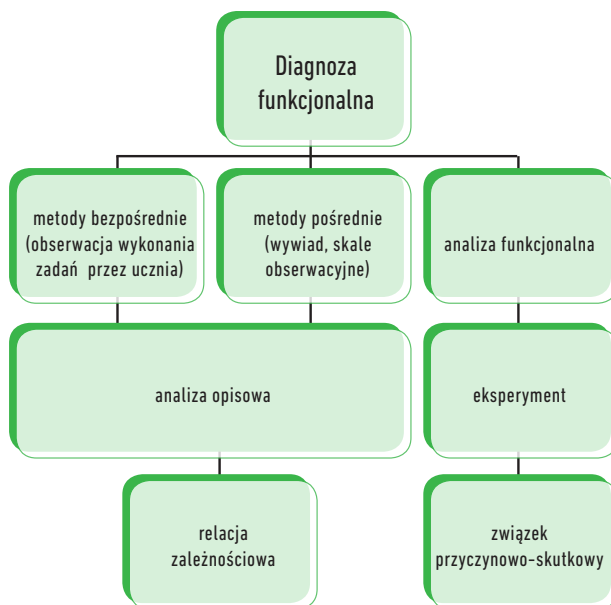 Diagnoza
funkcjonalna
metody bezpośrednie
(obserwacja wykonania
zadań przez ucznia)
metody pośrednie
(wywiad, skale
obserwacyjne)
analiza funkcjonalna
analiza opisowa
eksperyment
relacja
zależnościowa
związek
przyczynowo-skutkowy